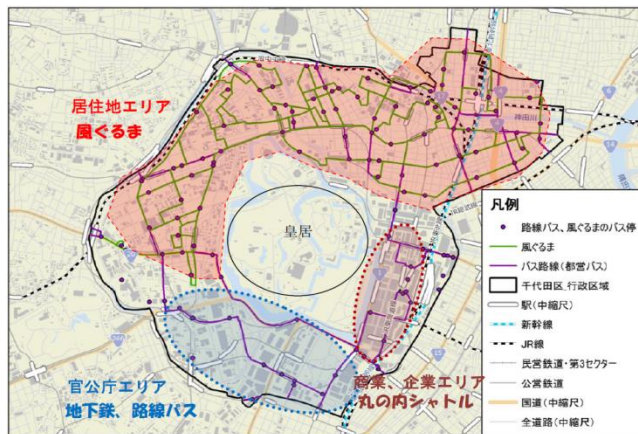 居住地エリア
風ぐるま
皇居
神田川
官公庁エリア
地下鉄、路線バス
商業、企業エリア
丸の内シャトル
凡例
路線バス、風ぐるまのバス停
風ぐるま
バス路線(都営バス)
千代田区_行政区域
駅(中縮尺)
新幹線
JR線
民営鉄道・第3セクター
公営鉄道
国道(中縮尺)
全道路(中縮尺)